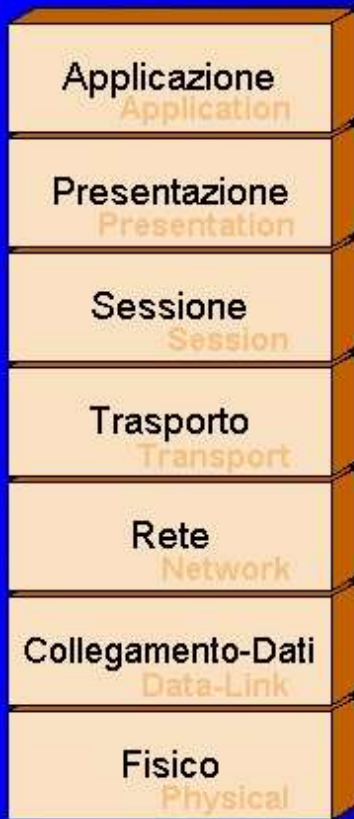 Applicazione
Application
Presentazione
Presentation
Sessione
Session
Trasporto
Transport
Rete
Network
Collegamento-Dati
Data-Link
Fisico
Physical